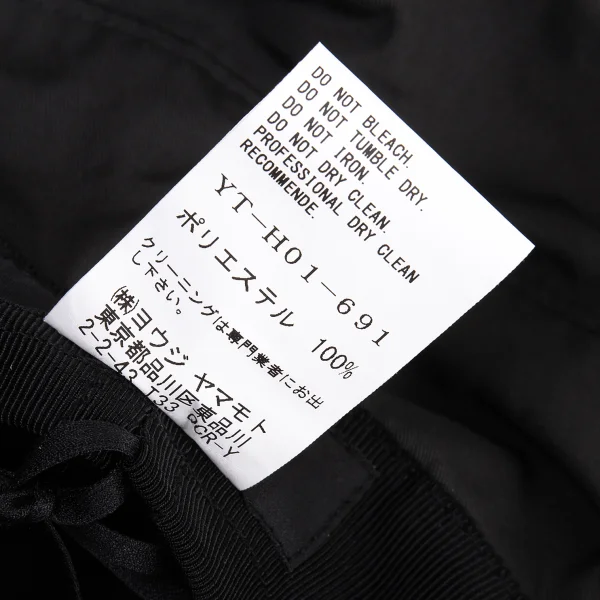 DO NOT BLEACH.
DO NOT TUMBLE DRY.
DO NOT IRON.
DO NOT DRY CLEAN.
PROFESSIONAL DRY CLEAN
RECOMMENDE.
YT-H01-691
ポリエステル 100%
クリーニングは専門業者にお出
し下さい。
(株)ヨウジ ヤマモト
東京都品川区東品川
2-2-43 T33 PCR-Y